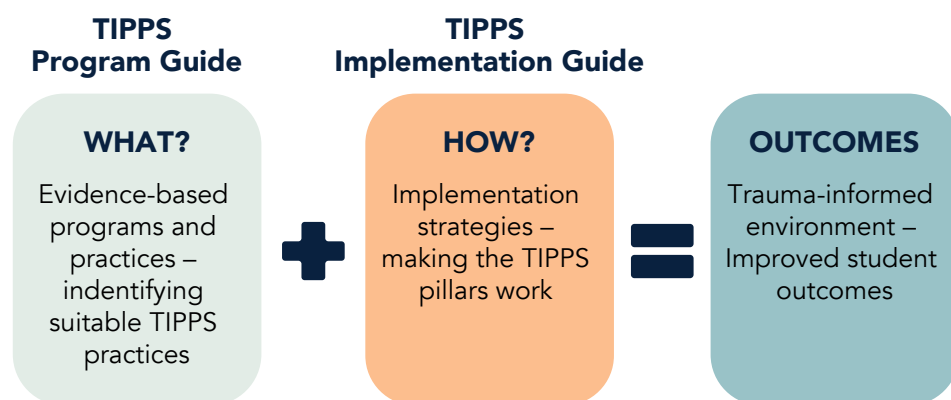 TIPPS
Program Guide
TIPPS
Implementation Guide
WHAT?
Evidence-based
programs and
practices –
indentifying
suitable TIPPS
practices
HOW?
Implementation
strategies –
making the TIPPS
pillars work
OUTCOMES
Trauma-informed
environment –
Improved student
outcomes